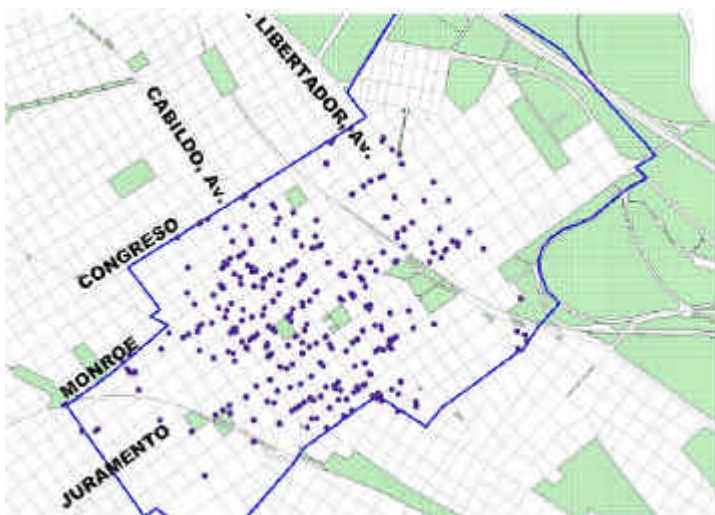 LIBERTADOR, Av.
CABILDO, Av.
CONGRESO
MONROE
JURAMENTO